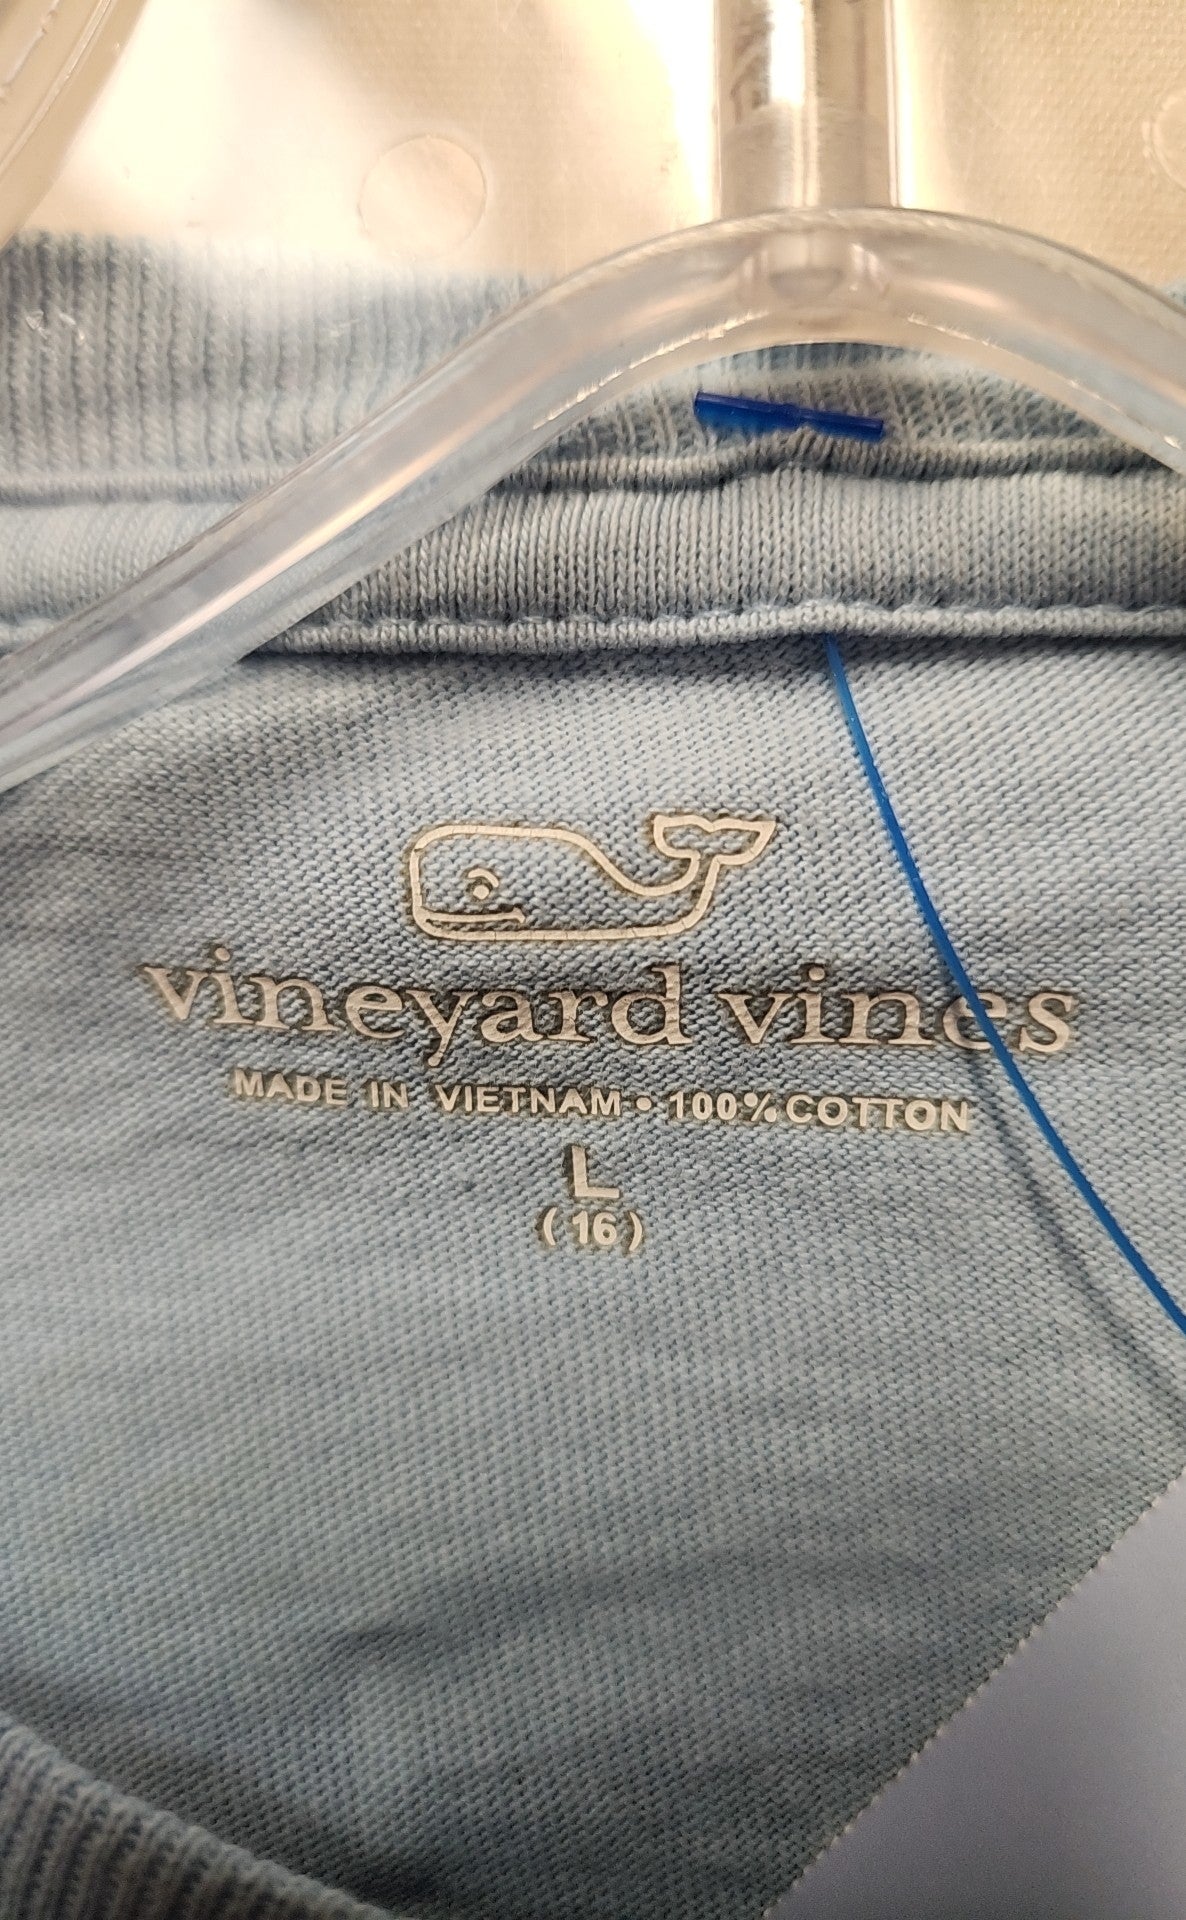 vineyard vines
MADE IN VIETNAM • 100% COTTON
L
(16)